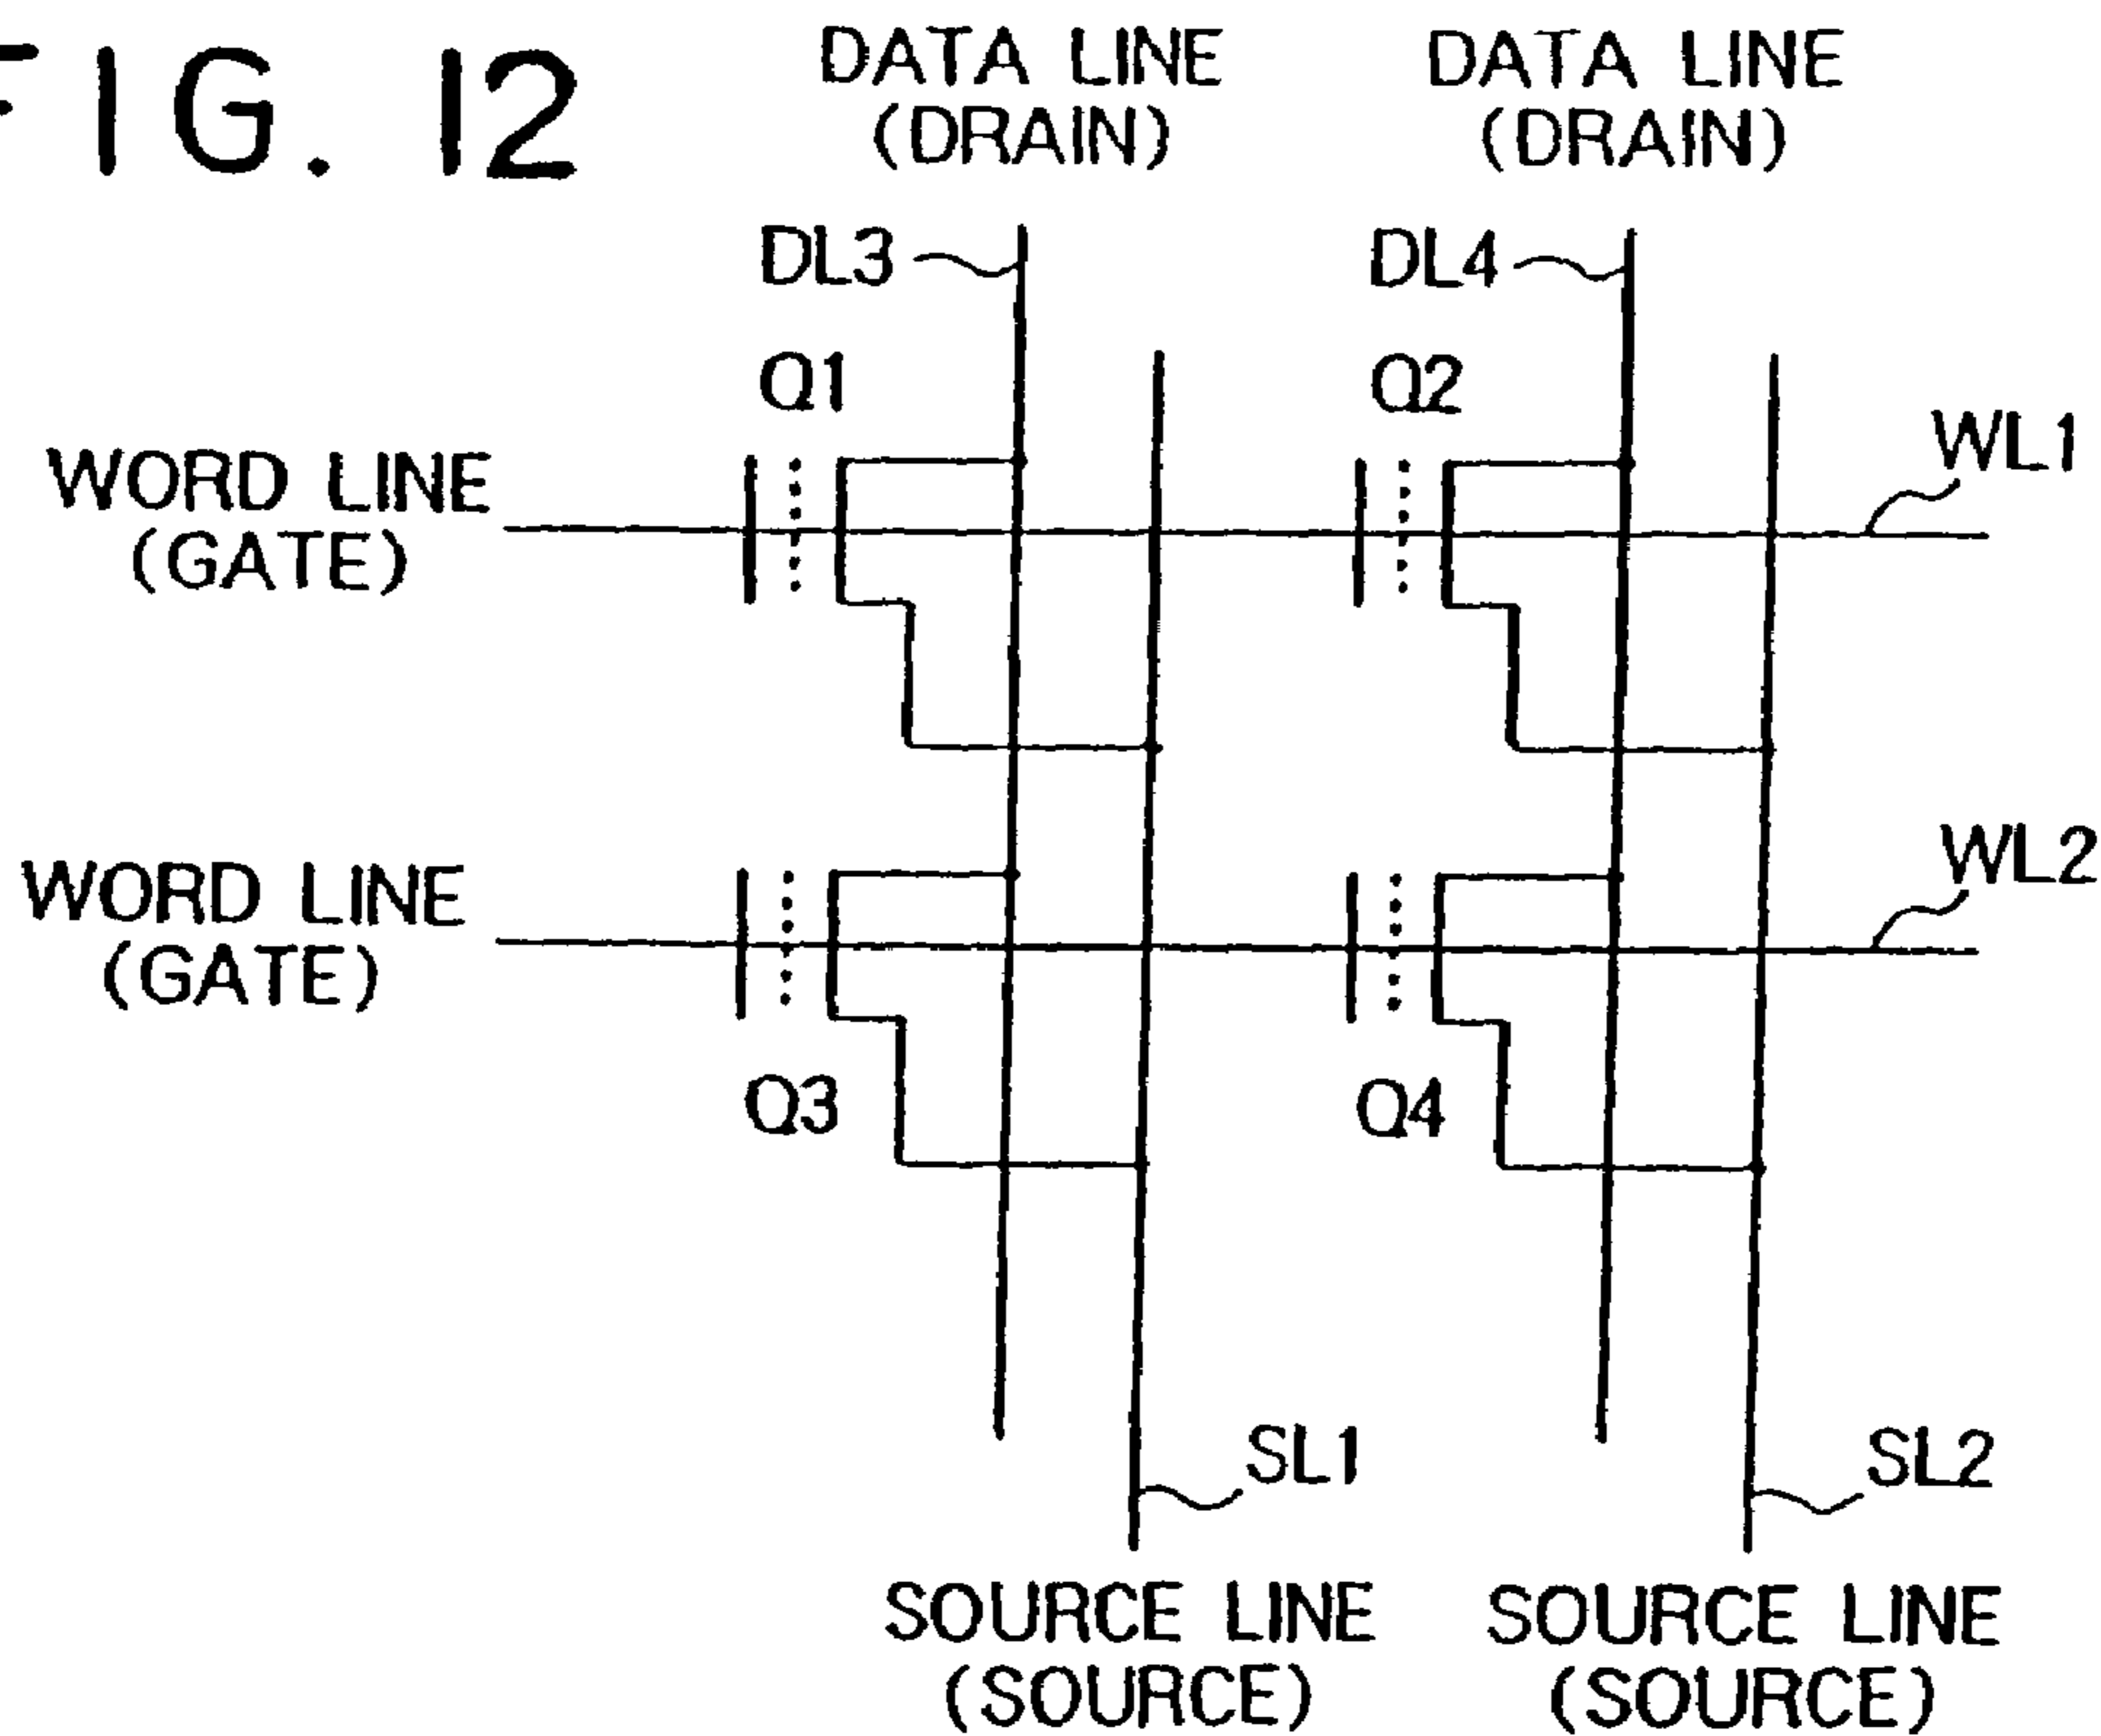 FIG. 12
DATA LINE
(DRAIN)
DATA LINE
(DRAIN)
DL3
DL4
Q1
Q2
WL1
WORD LINE
(GATE)
WL2
WORD LINE
(GATE)
Q3
Q4
SL1
SL2
SOURCE LINE
(SOURCE)
SOURCE LINE
(SOURCE)